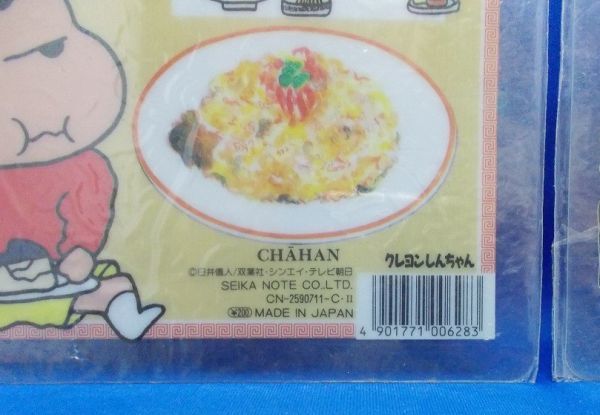 CHĀHAN
©臼井儀人/双葉社・シンエイ・テレビ朝日
SEIKA NOTE CO.,LTD.
CN-2590711-C・II
¥200 MADE IN JAPAN
クレヨンしんちゃん
4 901771 006283